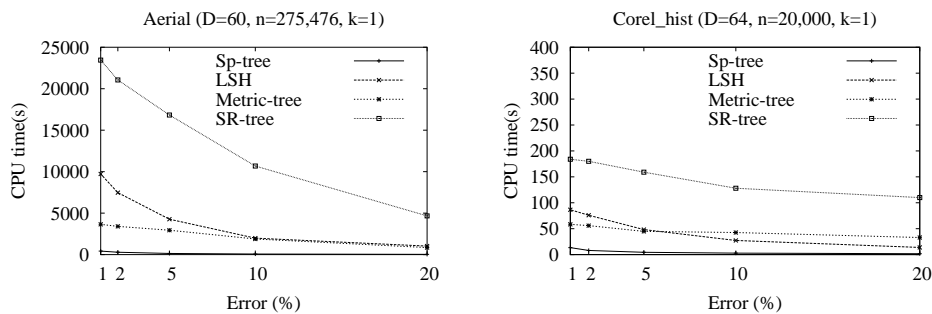 Aerial (D=60, n=275,476, k=1)
CPU time(s)
25000
20000
15000
10000
5000
0
Sp-tree
LSH
Metric-tree
SR-tree
1 2 5 10 20
Error (%)
Corel_hist (D=64, n=20,000, k=1)
CPU time(s)
400
350
300
250
200
150
100
50
0
Sp-tree
LSH
Metric-tree
SR-tree
1 2 5 10 20
Error (%)